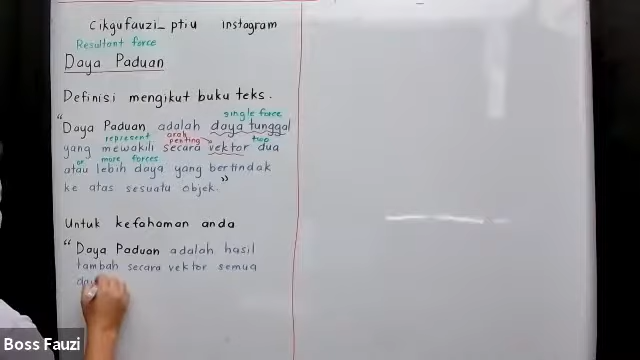 Cikgufauzi_ptiu instagram
Resultant force
Daya Paduan
Definisi mengikut buku teks.
single force
"Daya Paduan adalah daya tunggal
represent arah penting two
yang mewakili secara vektor dua
or more forces
atau lebih daya yang bertindak
ke atas sesuatu objek."
Untuk kefahaman anda
"Daya Paduan adalah hasil
tambah secara vektor semua
day
Boss Fauzi